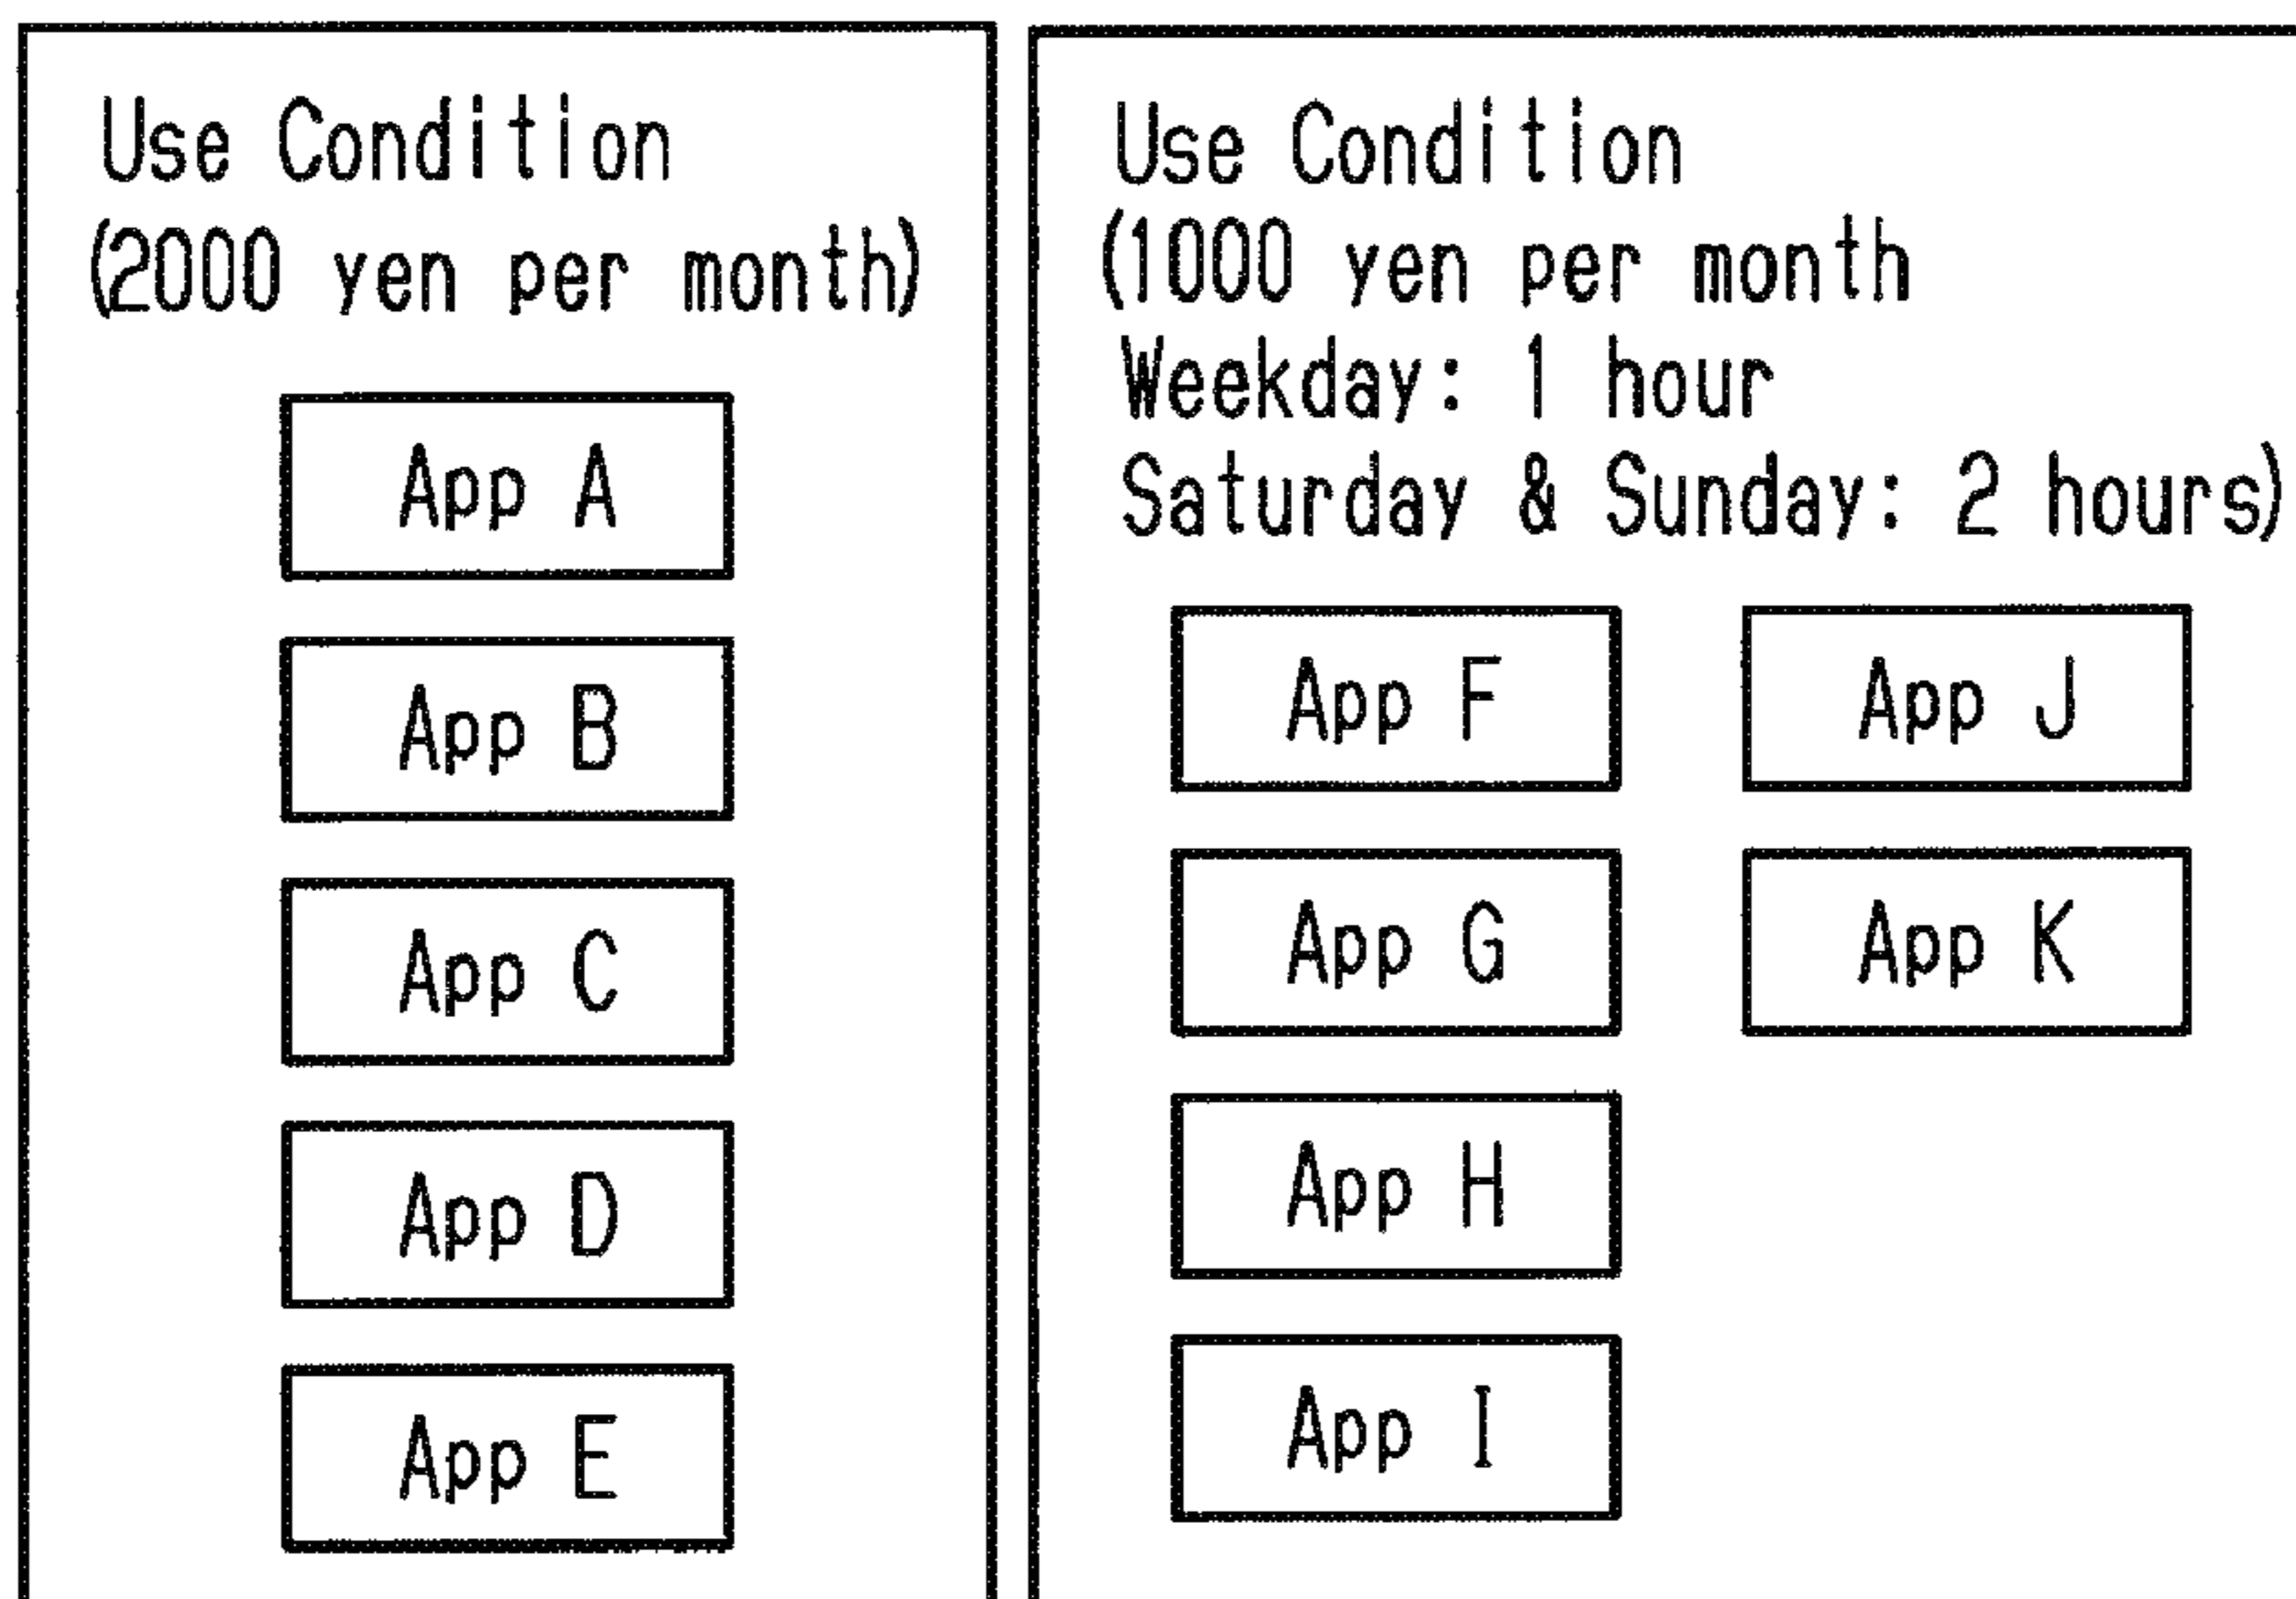 Use Condition
(2000 yen per month)
App A
App B
App C
App D
App E
Use Condition
(1000 yen per month
Weekday: 1 hour
Saturday & Sunday: 2 hours)
App F
App G
App H
App I
App J
App K